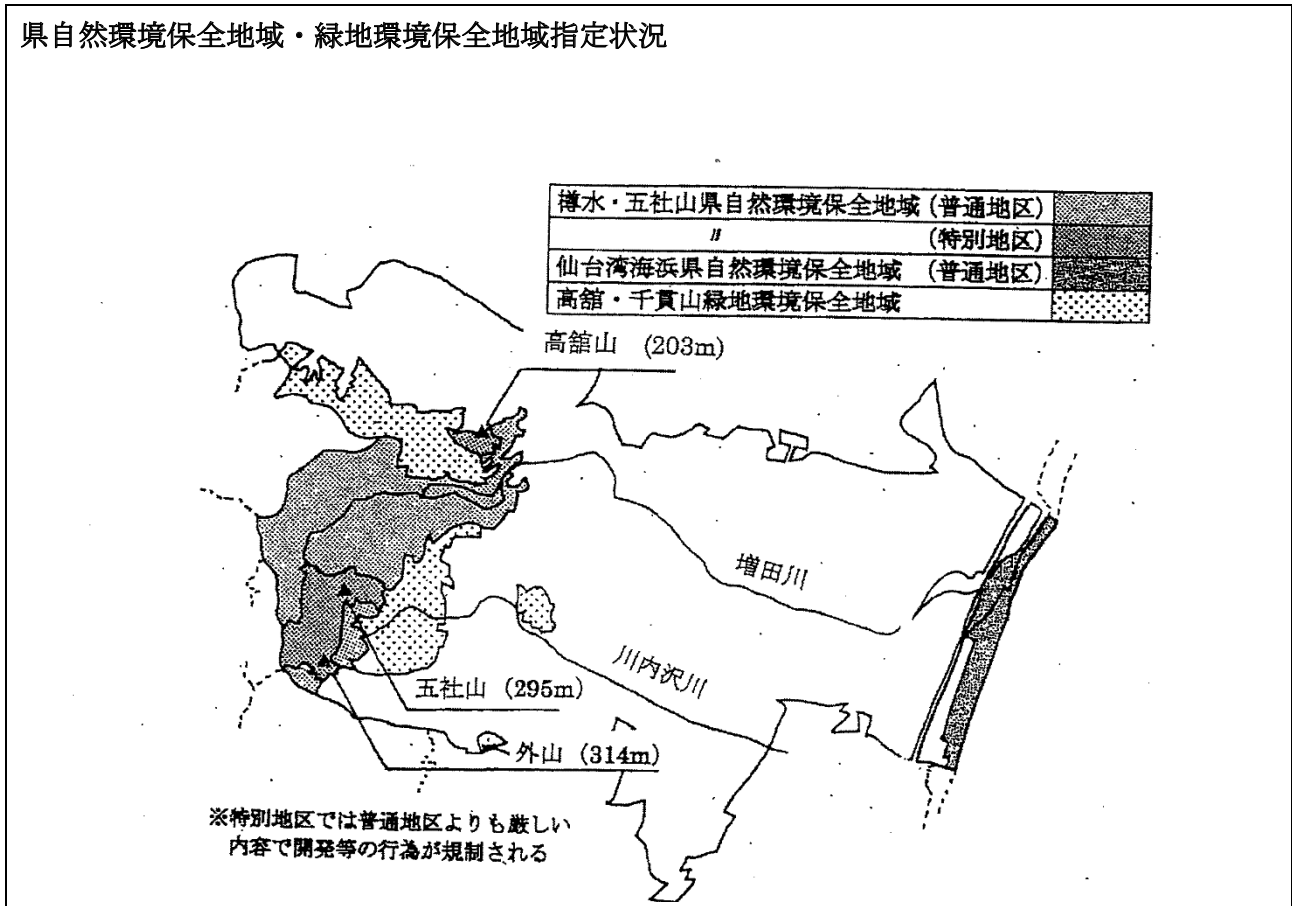 県自然環境保全地域・緑地環境保全地域指定状況
樽水・五社山県自然環境保全地域(普通地区)
〃 (特別地区)
仙台湾海浜県自然環境保全地域 (普通地区)
高舘・千貫山緑地環境保全地域
高舘山 (203m)
増田川
川内沢川
五社山 (295m)
外山 (314m)
※特別地区では普通地区よりも厳しい
内容で開発等の行為が規制される